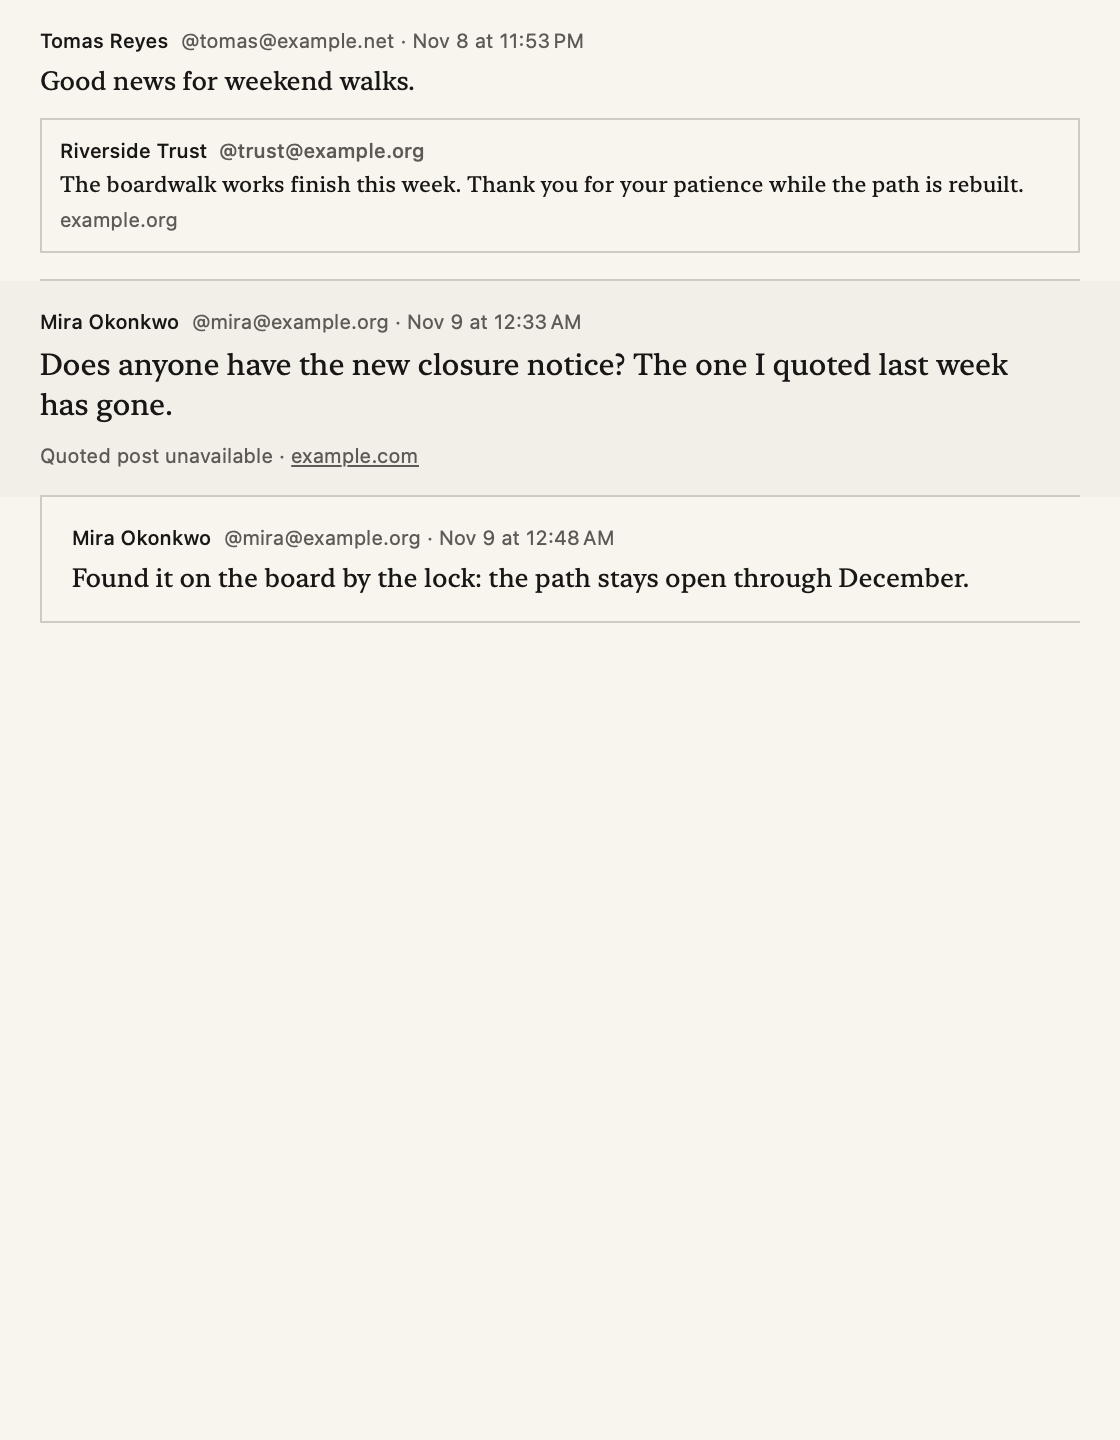 Tomas Reyes @tomas@example.net · Nov 8 at 11:53 PM
Good news for weekend walks.
Riverside Trust @trust@example.org
The boardwalk works finish this week. Thank you for your patience while the path is rebuilt.
example.org
Mira Okonkwo @mira@example.org · Nov 9 at 12:33 AM
Does anyone have the new closure notice? The one I quoted last week
has gone.
Quoted post unavailable · example.com
Mira Okonkwo @mira@example.org · Nov 9 at 12:48 AM
Found it on the board by the lock: the path stays open through December.